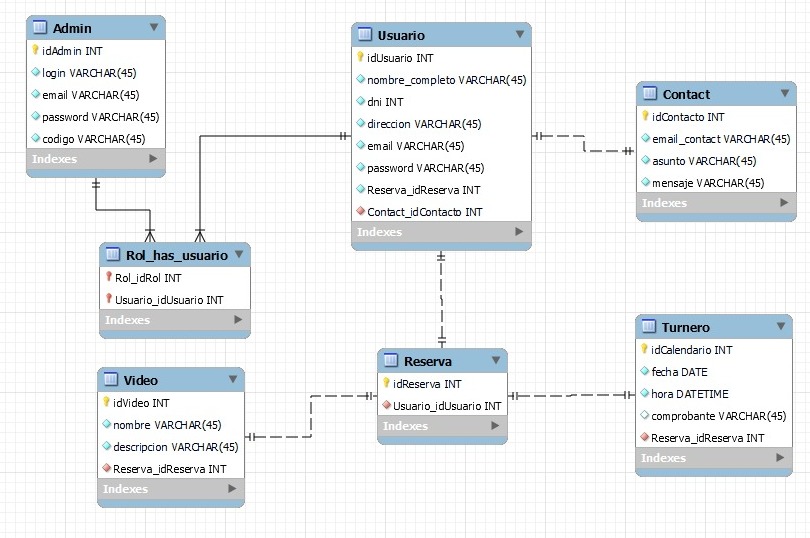 Admin
idAdmin INT
login VARCHAR(45)
email VARCHAR(45)
password VARCHAR(45)
codigo VARCHAR(45)
Indexes
Usuario
idUsuario INT
nombre_completo VARCHAR(45)
dni INT
direccion VARCHAR(45)
email VARCHAR(45)
password VARCHAR(45)
Reserva_idReserva INT
Contact_idContacto INT
Indexes
Contact
idContacto INT
email_contact VARCHAR(45)
asunto VARCHAR(45)
mensaje VARCHAR(45)
Indexes
Rol_has_usuario
Rol_idRol INT
Usuario_idUsuario INT
Indexes
Video
idVideo INT
nombre VARCHAR(45)
descripcion VARCHAR(45)
Reserva_idReserva INT
Indexes
Reserva
idReserva INT
Usuario_idUsuario INT
Indexes
Turnero
idCalendario INT
fecha DATE
hora DATETIME
comprobante VARCHAR(45)
Reserva_idReserva INT
Indexes